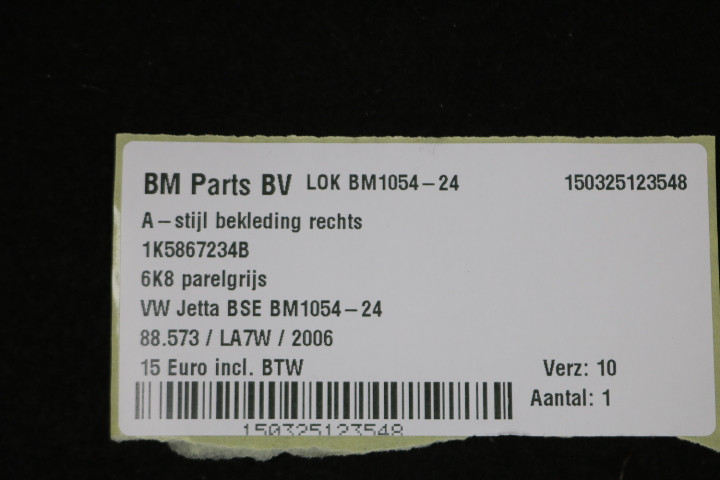 BM Parts BV LOK BM1054-24 150325123548
A-stijl bekleding rechts
1K5867234B
6K8 parelgrijs
VW Jetta BSE BM1054-24
88.573 / LA7W / 2006
15 Euro incl. BTW Verz: 10
Aantal: 1
150325123548